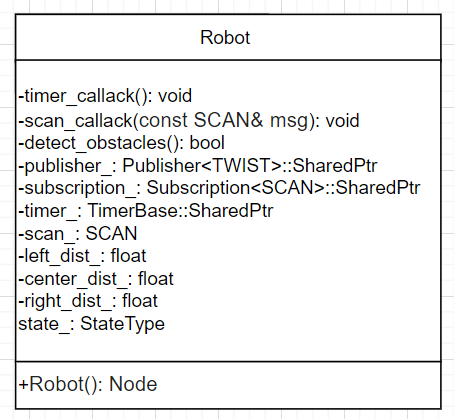 Robot
-timer_callack(): void
-scan_callack(const SCAN& msg): void
-detect_obstacles(): bool
-publisher_: Publisher<TWIST>::SharedPtr
-subscription_: Subscription<SCAN>::SharedPtr
-timer_: TimerBase::SharedPtr
-scan_: SCAN
-left_dist_: float
-center_dist_: float
-right_dist_: float
state_: StateType
+Robot(): Node